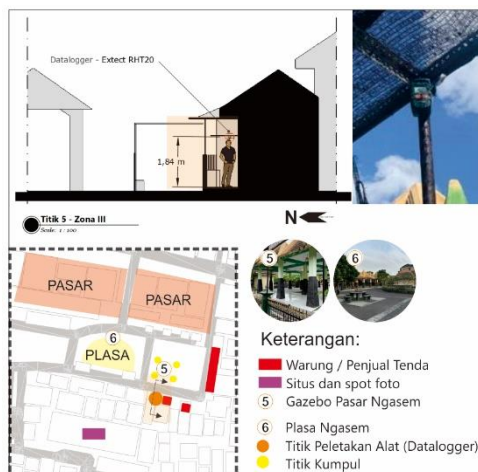 Datalogger - Extect RHT20
1,84 m
Titik 5 - Zona III
Scale 1 : 100
N
5
6
PASAR
PASAR
6
PLASA
5
Keterangan:
Warung / Penjual Tenda
Situs dan spot foto
5 Gazebo Pasar Ngasem
6 Plasa Ngasem
Titik Peletakan Alat (Datalogger)
Titik Kumpul